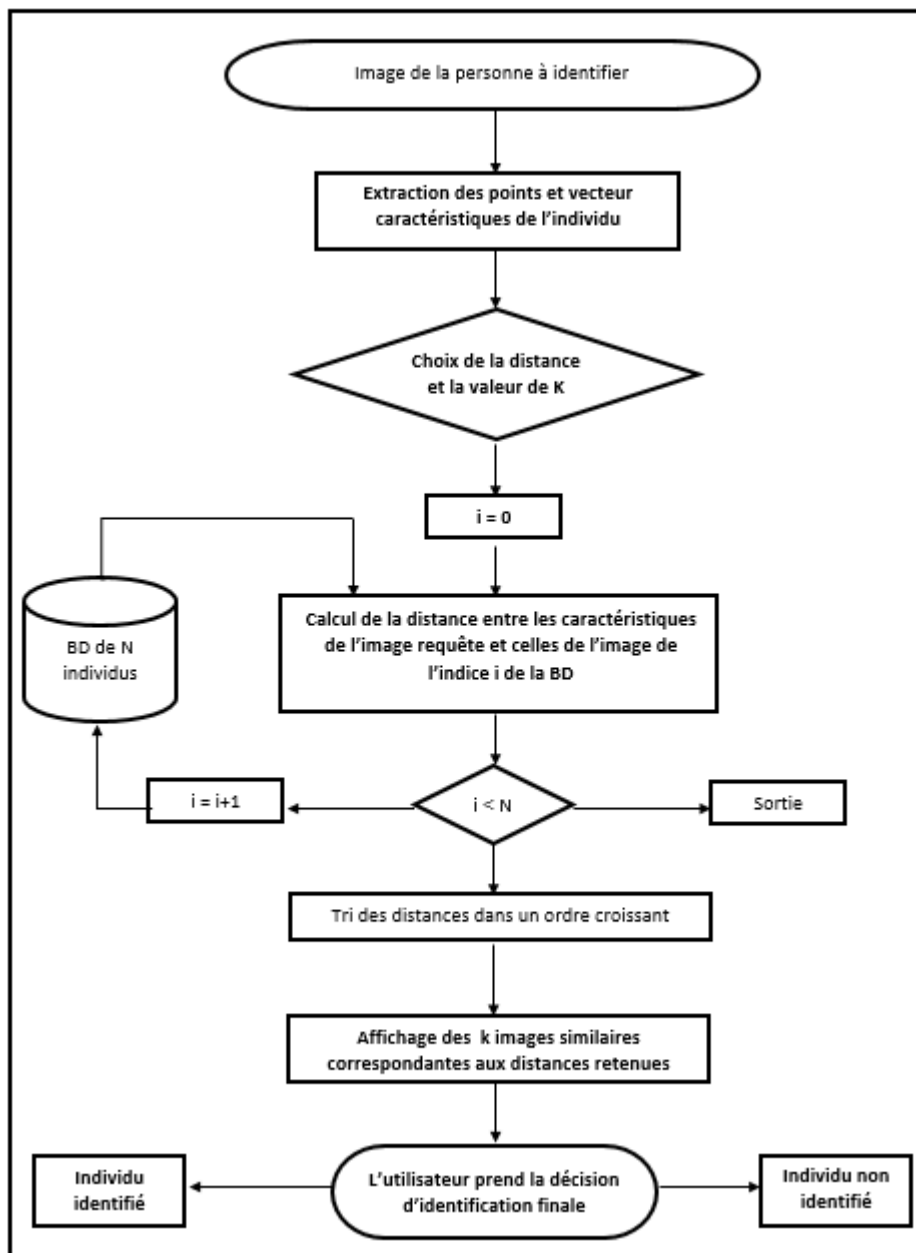 Image de la personne à identifier
Extraction des points et vecteur
caractéristiques de l'individu
Choix de la distance
et la valeur de K
i = 0
Calcul de la distance entre les caractéristiques
de l'image requête et celles de l'image de
l'indice i de la BD
BD de N
individus
i = i+1
i < N
Sortie
Tri des distances dans un ordre croissant
Affichage des k images similaires
correspondantes aux distances retenues
L'utilisateur prend la décision
d'identification finale
Individu
identifié
Individu non
identifié